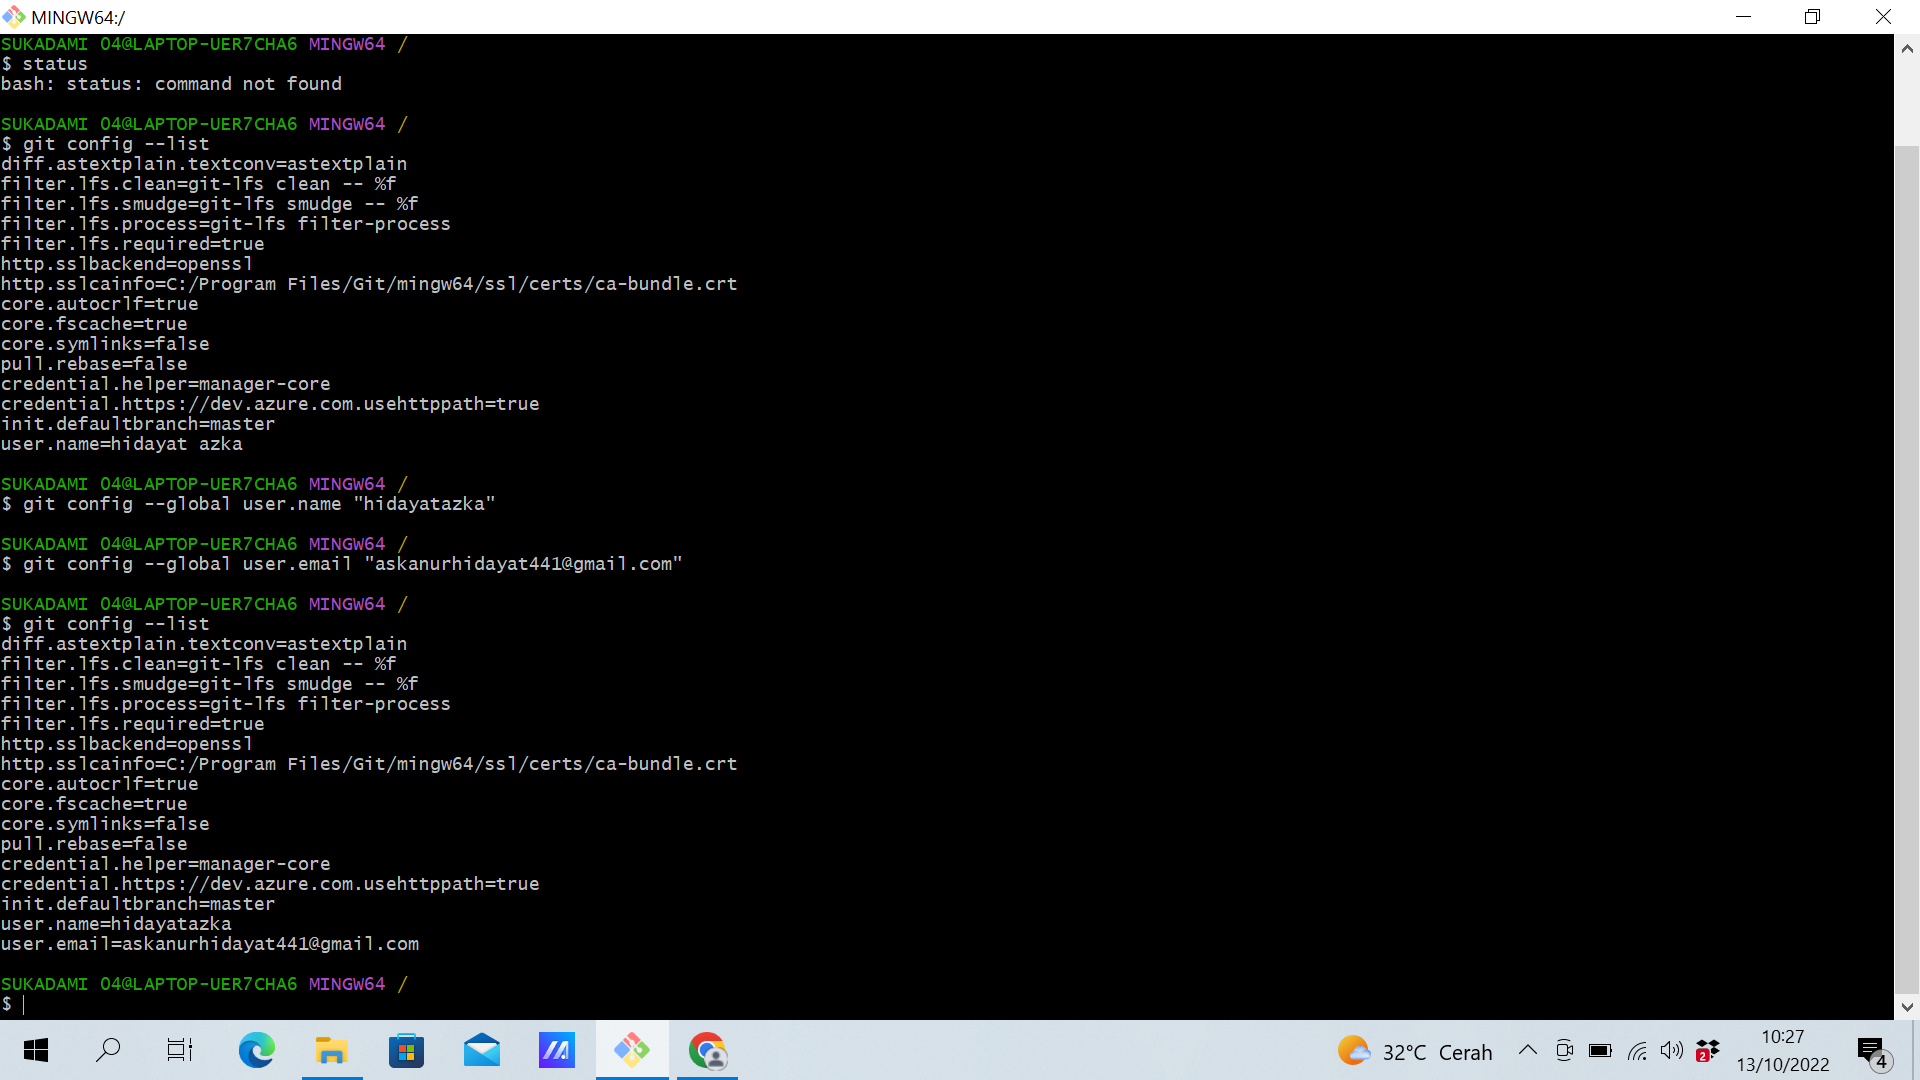 MINGW64:/
SUKADAMI 04@LAPTOP-UER7CHA6 MINGW64 /
$ status
bash: status: command not found
SUKADAMI 04@LAPTOP-UER7CHA6 MINGW64 /
$ git config --list
diff.astextplain.textconv=astextplain
filter.lfs.clean=git-lfs clean -- %f
filter.lfs.smudge=git-lfs smudge -- %f
filter.lfs.process=git-lfs filter-process
filter.lfs.required=true
http.sslbackend=openssl
http.sslcainfo=C:/Program Files/Git/mingw64/ssl/certs/ca-bundle.crt
core.autocrlf=true
core.fscache=true
core.symlinks=false
pull.rebase=false
credential.helper=manager-core
credential.https://dev.azure.com.usehttppath=true
init.defaultbranch=master
user.name=hidayat azka
SUKADAMI 04@LAPTOP-UER7CHA6 MINGW64 /
$ git config --global user.name "hidayatazka"
SUKADAMI 04@LAPTOP-UER7CHA6 MINGW64 /
$ git config --global user.email "askanurhidayat441@gmail.com"
SUKADAMI 04@LAPTOP-UER7CHA6 MINGW64 /
$ git config --list
diff.astextplain.textconv=astextplain
filter.lfs.clean=git-lfs clean -- %f
filter.lfs.smudge=git-lfs smudge -- %f
filter.lfs.process=git-lfs filter-process
filter.lfs.required=true
http.sslbackend=openssl
http.sslcainfo=C:/Program Files/Git/mingw64/ssl/certs/ca-bundle.crt
core.autocrlf=true
core.fscache=true
core.symlinks=false
pull.rebase=false
credential.helper=manager-core
credential.https://dev.azure.com.usehttppath=true
init.defaultbranch=master
user.name=hidayatazka
user.email=askanurhidayat441@gmail.com
SUKADAMI 04@LAPTOP-UER7CHA6 MINGW64 /
$
32°C Cerah
2
10:27
13/10/2022
4